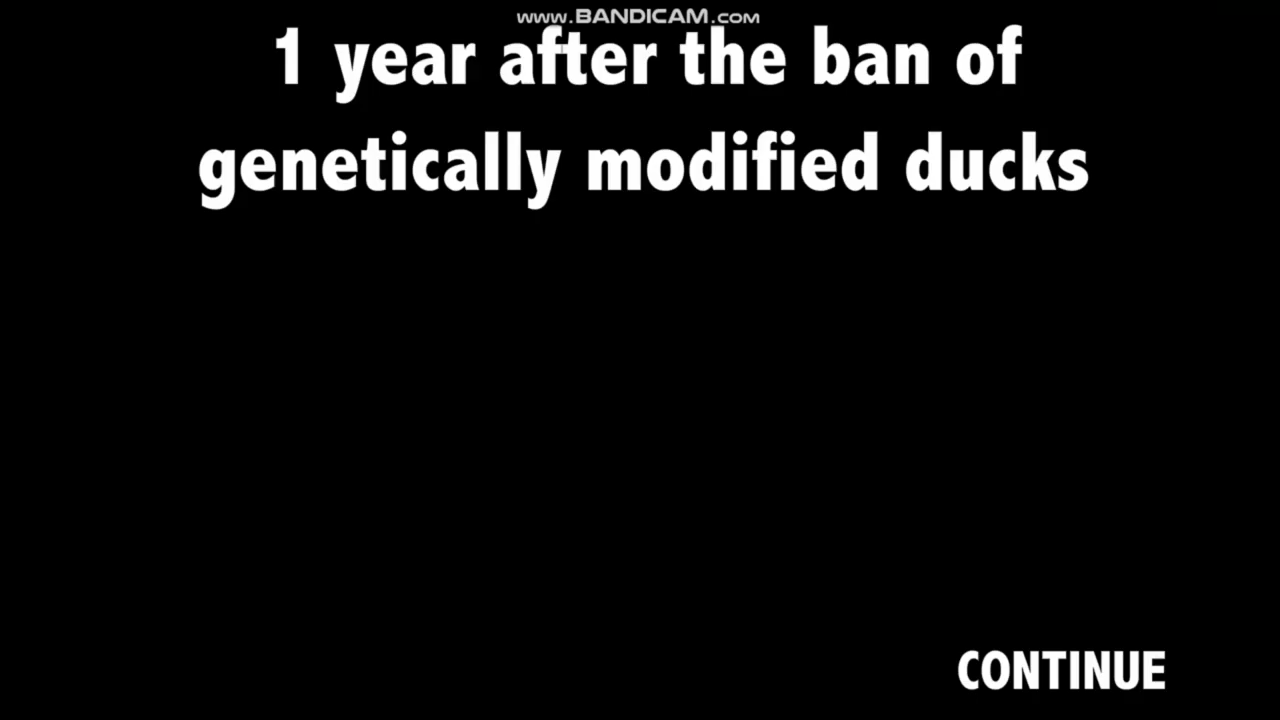 www.BANDICAM.com
1 year after the ban of
genetically modified ducks
CONTINUE